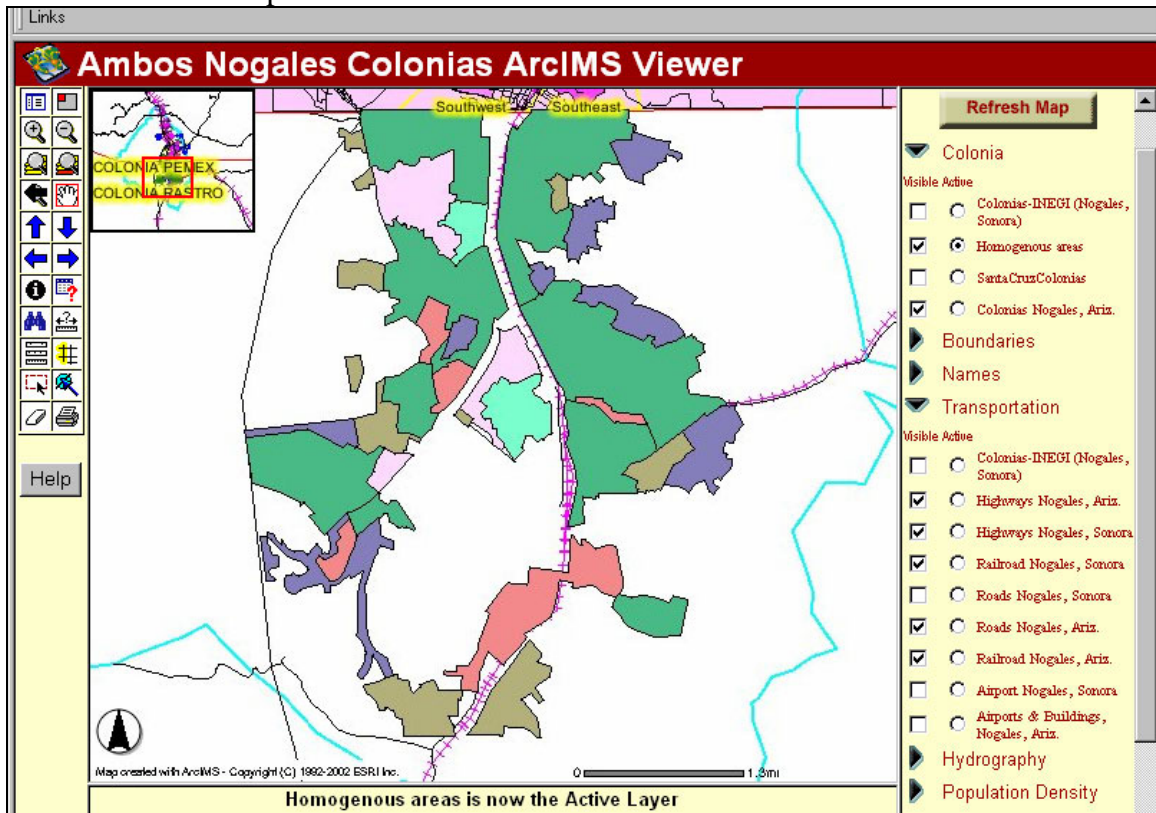 Links
Ambos Nogales Colonias ArcIMS Viewer
COLONIA PEMEX
COLONIA RASTRO
Southwest
Southeast
Help
Map created with ArcIMS - Copyright (C) 1992-2002 ESRI Inc.
0
1.3mi
Homogenous areas is now the Active Layer
Refresh Map
Colonia
Visible Active
Colonias-INEGI (Nogales,
Sonora)
Homogenous areas
SantaCruzColonias
Colonias Nogales, Ariz.
Boundaries
Names
Transportation
Visible Active
Colonias-INEGI (Nogales,
Sonora)
Highways Nogales, Ariz.
Highways Nogales, Sonora
Railroad Nogales, Sonora
Roads Nogales, Sonora
Roads Nogales, Ariz.
Railroad Nogales, Ariz.
Airport Nogales, Sonora
Airports & Buildings,
Nogales, Ariz.
Hydrography
Population Density